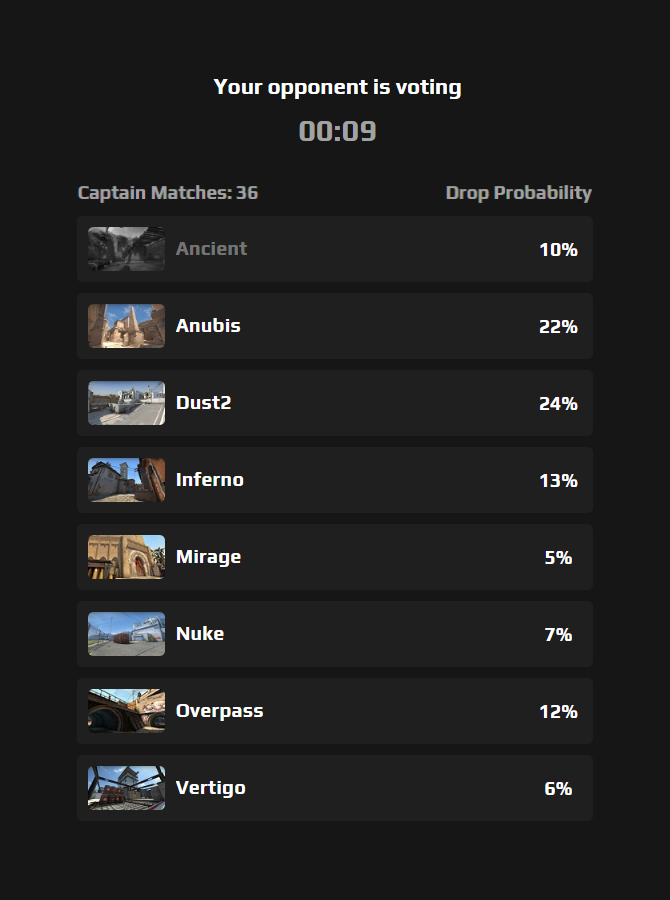 Your opponent is voting
00:09
Captain Matches: 36 Drop Probability
Ancient 10%
Anubis 22%
Dust2 24%
Inferno 13%
Mirage 5%
Nuke 7%
Overpass 12%
Vertigo 6%